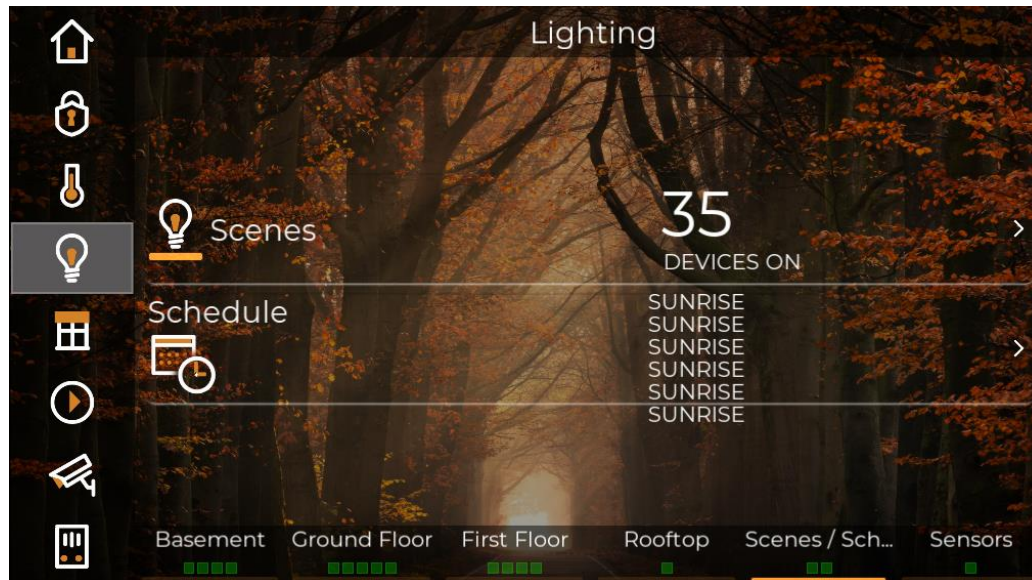 Lighting
Scenes
35
DEVICES ON
Schedule
SUNRISE
SUNRISE
SUNRISE
SUNRISE
SUNRISE
SUNRISE
Basement Ground Floor First Floor Rooftop Scenes / Sch... Sensors